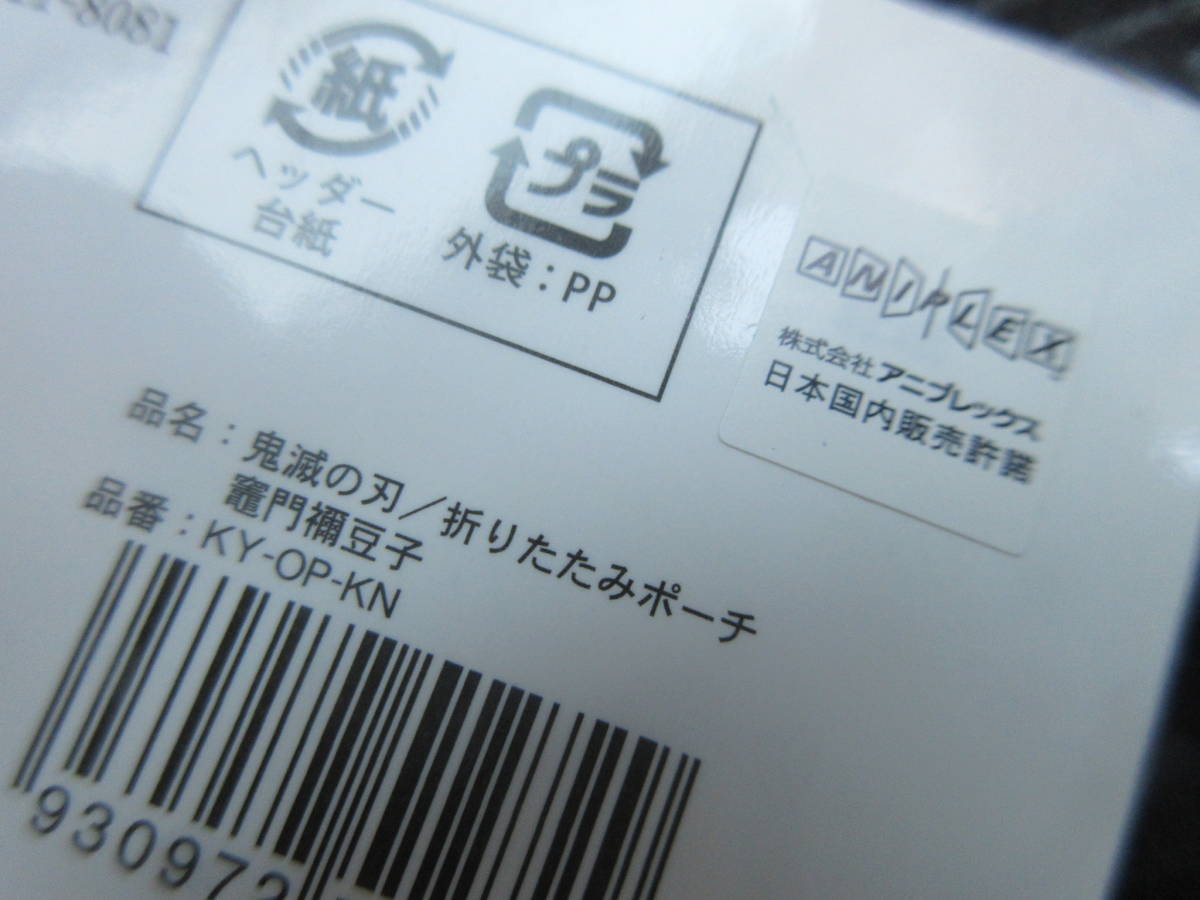 -8081
紙
ヘッダー
台紙
プラ
外袋：PP
ANIPLEX
株式会社アニプレックス
日本国内販売許諾
品名：鬼滅の刃／折りたたみポーチ
竈門禰豆子
品番：KY-OP-KN
930972